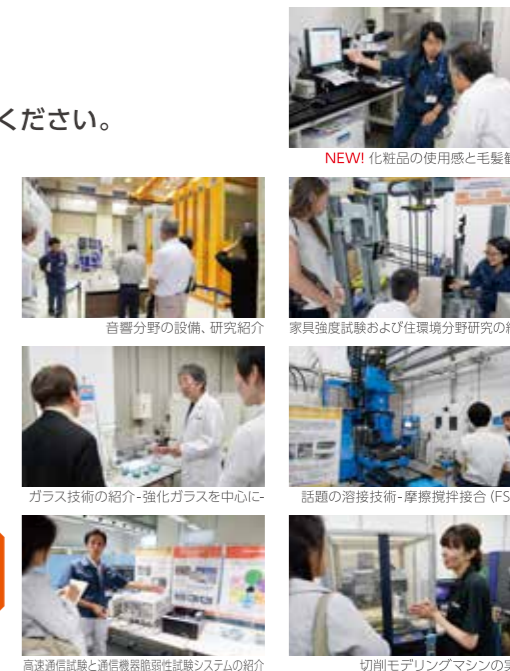 ください。
NEW! 化粧品の使用感と毛髪
音響分野の設備、研究紹介
家具強度試験および住環境分野研究の
ガラス技術の紹介-強化ガラスを中心に-
話題の溶接技術-摩擦撹拌接合（FS
高速通信試験と通信機器脆弱性試験システムの紹介
切削モデリングマシンの